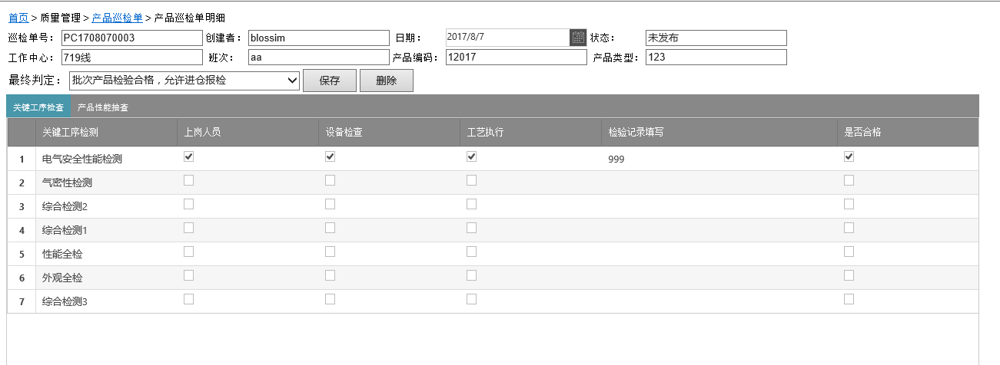 首页 > 质量管理 > 产品巡检单 > 产品巡检单明细
巡检单号： PC1708070003 创建者： blossim 日期： 2017/8/7 状态： 未发布
工作中心： 719线 班次： aa 产品编码： 12017 产品类型： 123
最终判定： 批次产品检验合格，允许进仓报检 保存 删除
关键工序检查 产品性能抽查
关键工序检测 上岗人员 设备检查 工艺执行 检验记录填写 是否合格
1 电气安全性能检测 999
2 气密性检测
3 综合检测2
4 综合检测1
5 性能全检
6 外观全检
7 综合检测3